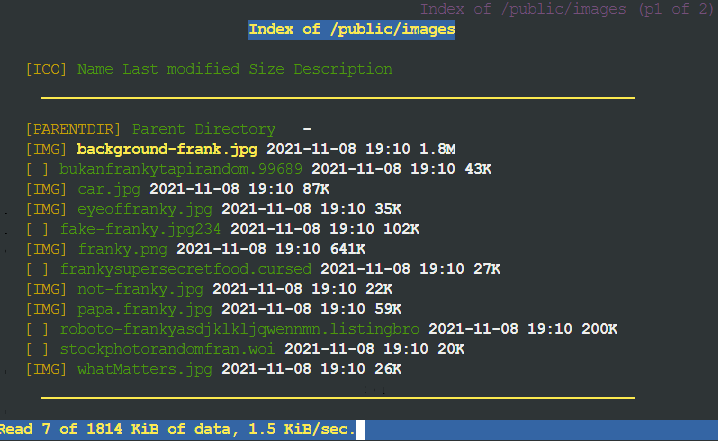 Index of /public/images (p1 of 2)
Index of /public/images
[ICO] Name Last modified Size Description
[PARENTDIR] Parent Directory -
[IMG] background-frank.jpg 2021-11-08 19:10 1.8M
[ ] bukanfrankytapirandom.99689 2021-11-08 19:10 43K
[IMG] car.jpg 2021-11-08 19:10 87K
[IMG] eyeoffranky.jpg 2021-11-08 19:10 35K
[ ] fake-franky.jpg234 2021-11-08 19:10 102K
[IMG] franky.png 2021-11-08 19:10 641K
[ ] frankysupersecretfood.cursed 2021-11-08 19:10 27K
[IMG] not-franky.jpg 2021-11-08 19:10 22K
[IMG] papa.franky.jpg 2021-11-08 19:10 59K
[ ] roboto-frankyasdjklkljqwennmn.listingbro 2021-11-08 19:10 200K
[ ] stockphotorandomfran.woi 2021-11-08 19:10 20K
[IMG] whatMatters.jpg 2021-11-08 19:10 26K
Read 7 of 1814 KiB of data, 1.5 KiB/sec.